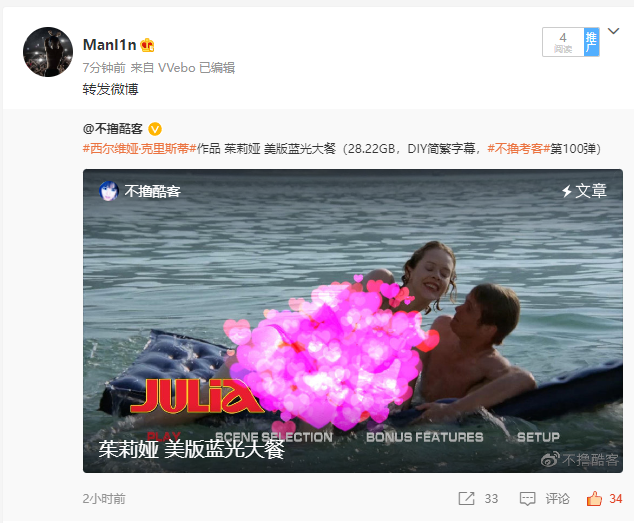 ManI1n
4
阅读
推广
7分钟前 来自 VVebo 已编辑
转发微博
@不撸酷客
#西尔维娅·克里斯蒂#作品 茱莉娅 美版蓝光大餐（28.22GB，DIY简繁字幕，#不撸考客#第100弹）
不撸酷客
文章
JULIA
PLAY SCENE SELECTION BONUS FEATURES SETUP
茱莉娅 美版蓝光大餐
不撸酷客
2小时前
33
评论
34